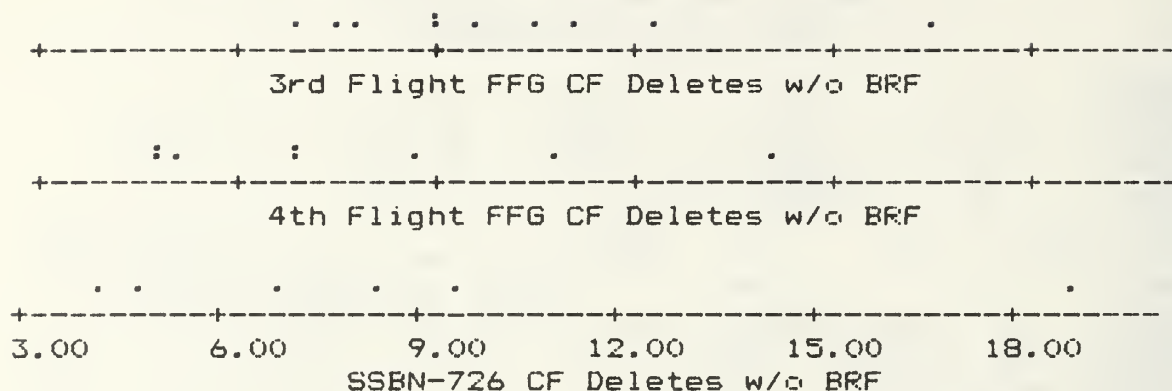 3rd Flight FFG CF Deletes w/o BRF
4th Flight FFG CF Deletes w/o BRF
3.00 6.00 9.00 12.00 15.00 18.00
SSBN-726 CF Deletes w/o BRF